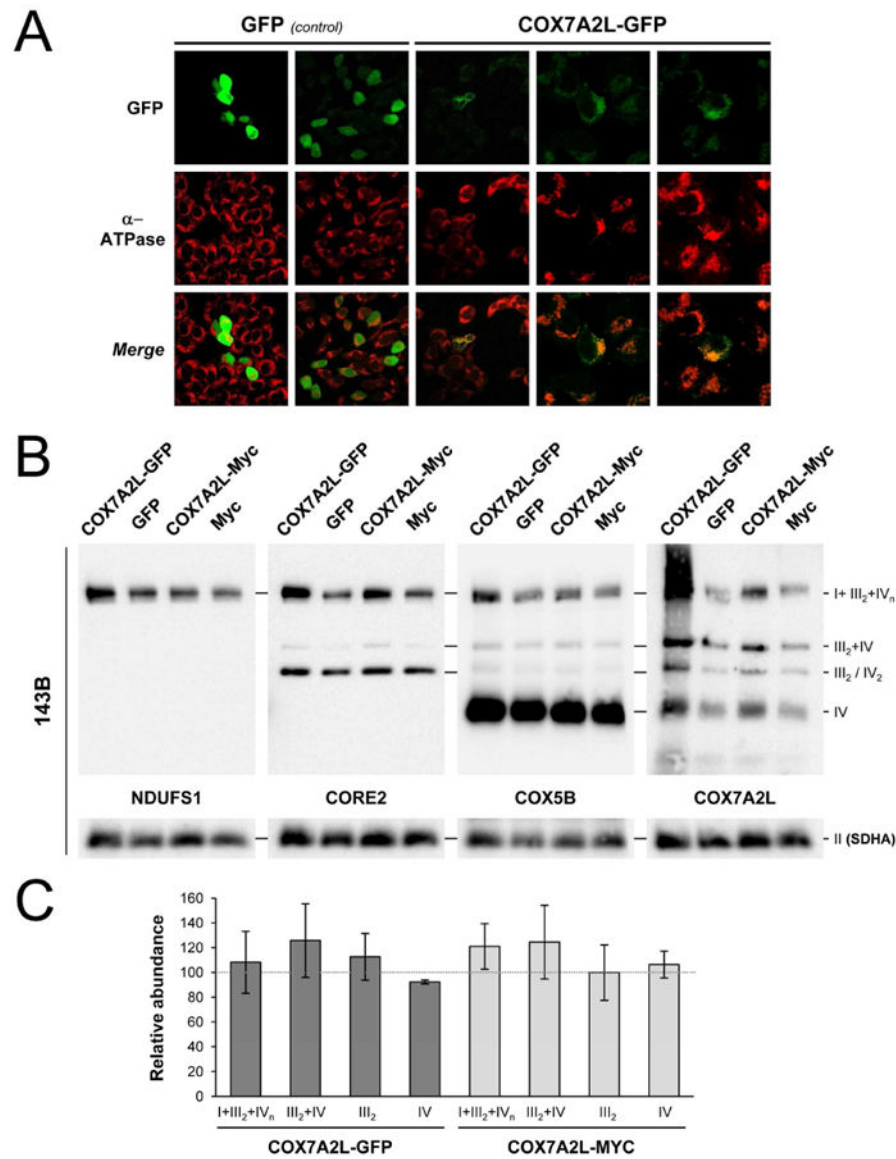 A
GFP (control)
COX7A2L-GFP
GFP
α–
ATPase
Merge
B
COX7A2L-GFP
GFP
COX7A2L-Myc
Myc
COX7A2L-GFP
GFP
COX7A2L-Myc
Myc
COX7A2L-GFP
GFP
COX7A2L-Myc
Myc
COX7A2L-GFP
GFP
COX7A2L-Myc
Myc
143B
I+ III₂+IVₙ
III₂+IV
III₂ / IV₂
IV
NDUFS1
CORE2
COX5B
COX7A2L
II (SDHA)
C
Relative abundance
160
140
120
100
80
60
40
20
0
I+III₂+IVₙ III₂+IV III₂ IV I+III₂+IVₙ III₂+IV III₂ IV
COX7A2L-GFP COX7A2L-MYC